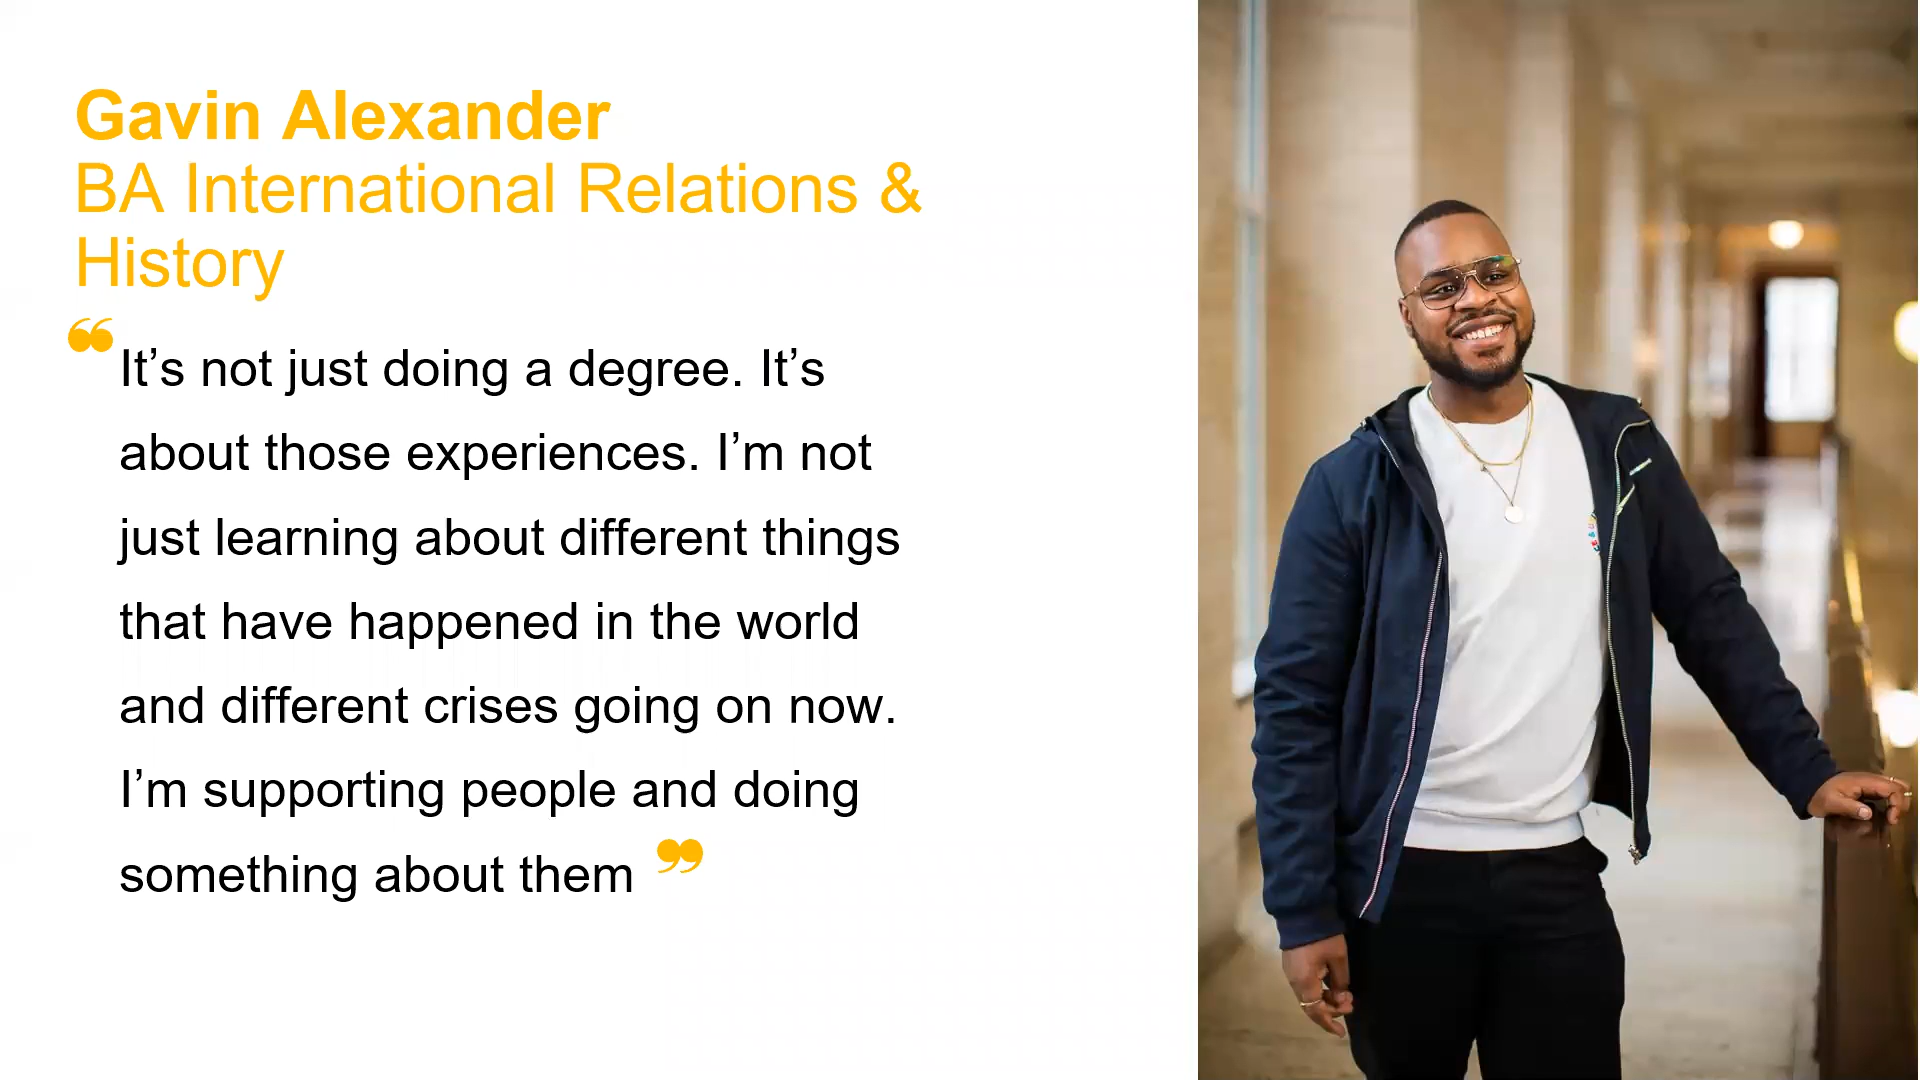 Gavin Alexander
BA International Relations &
History
❝It’s not just doing a degree. It’s
about those experiences. I’m not
just learning about different things
that have happened in the world
and different crises going on now.
I’m supporting people and doing
something about them ❞